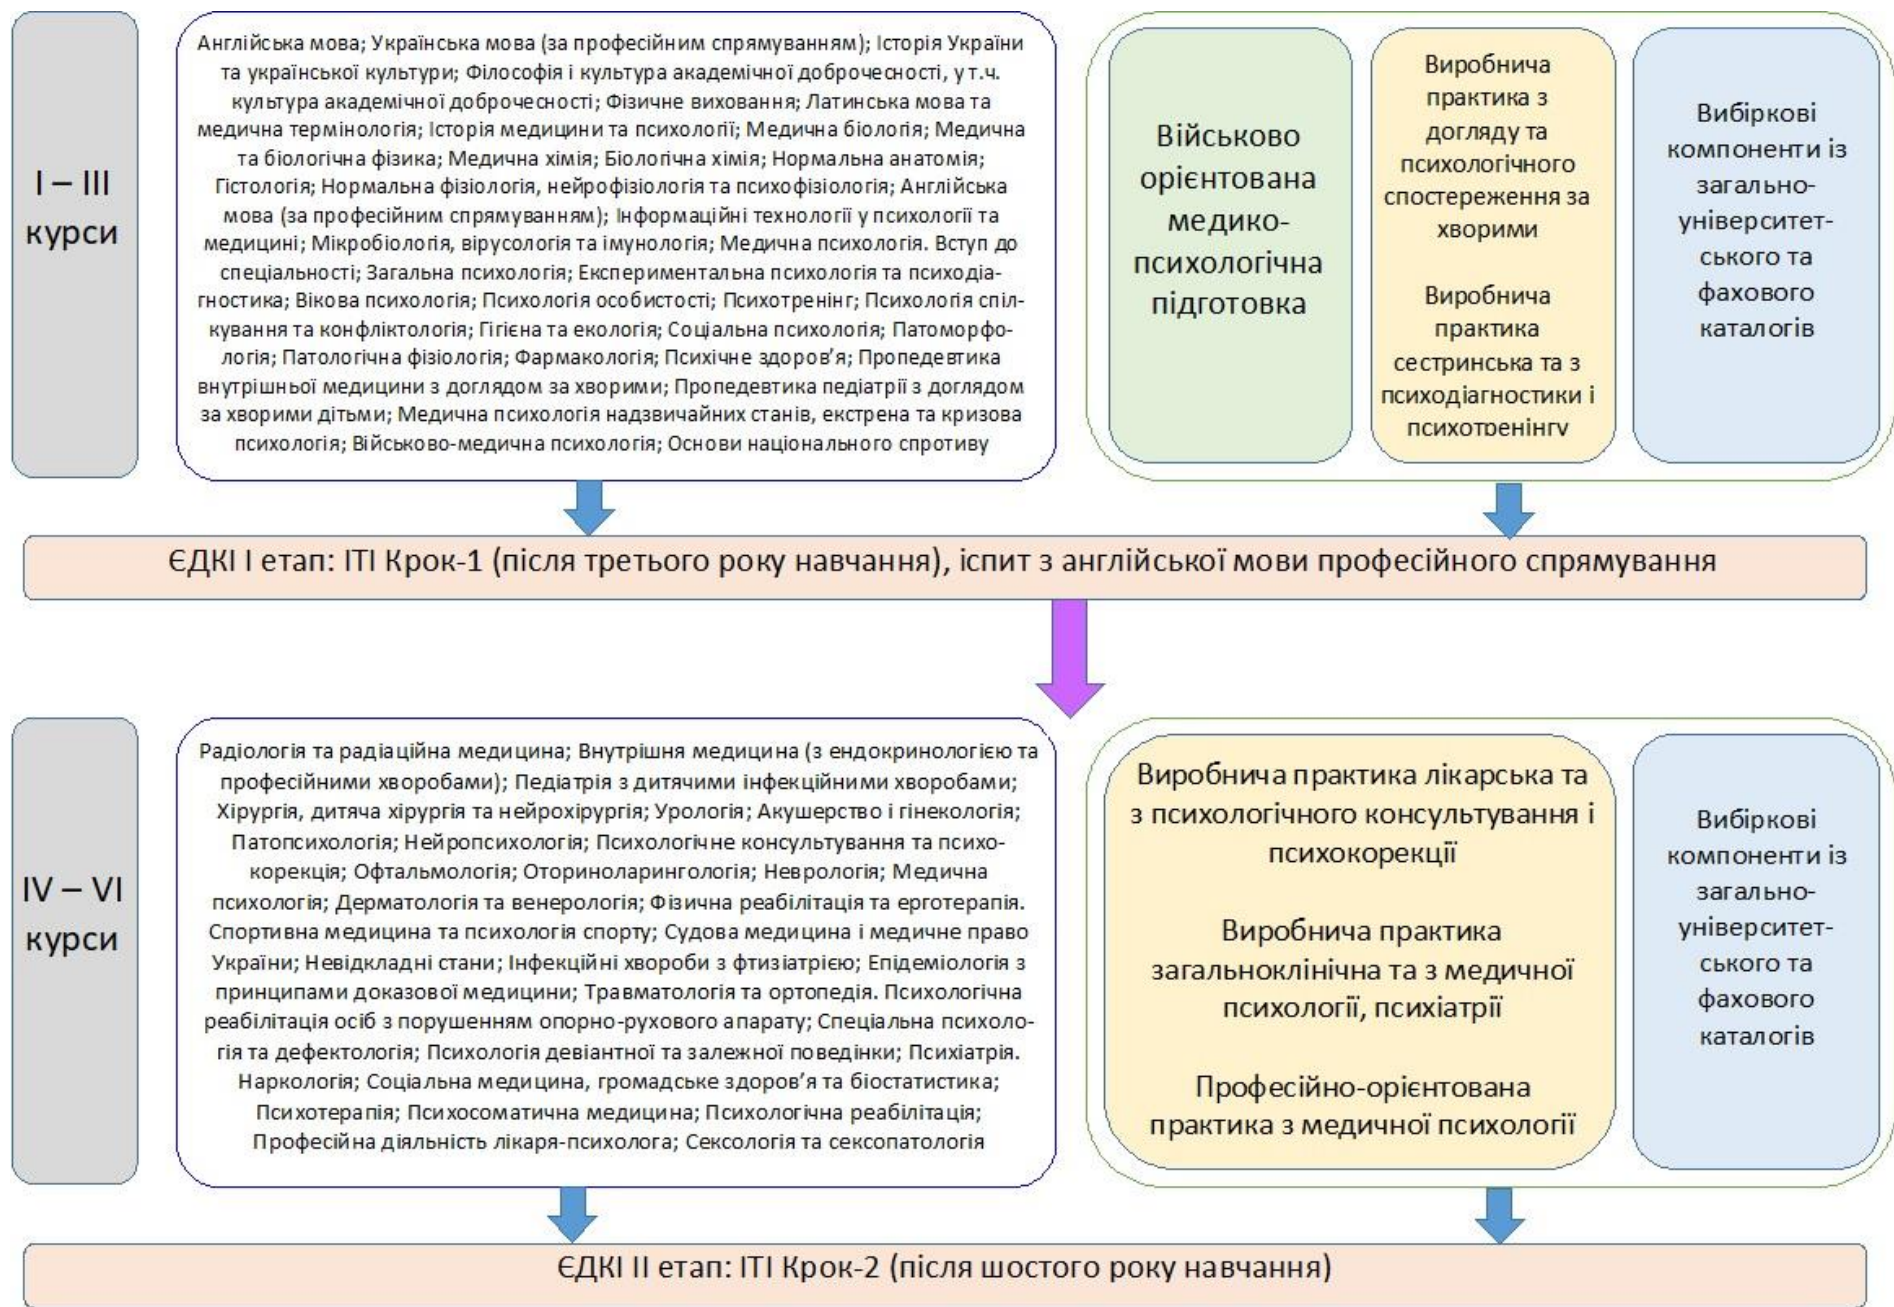 I – III
курси
Англійська мова; Українська мова (за професійним спрямуванням); Історія України
та української культури; Філософія і культура академічної доброчесності, у т.ч.
культура академічної доброчесності; Фізичне виховання; Латинська мова та
медична термінологія; Історія медицини та психології; Медична біологія; Медична
та біологічна фізика; Медична хімія; Біологічна хімія; Нормальна анатомія;
Гістологія; Нормальна фізіологія, нейрофізіологія та психофізіологія; Англійська
мова (за професійним спрямуванням); Інформаційні технології у психології та
медицині; Мікробіологія, вірусологія та імунологія; Медична психологія. Вступ до
спеціальності; Загальна психологія; Експериментальна психологія та психодіа-
гностика; Вікова психологія; Психологія особистості; Психотренінг; Психологія спіл-
кування та конфліктологія; Гігієна та екологія; Соціальна психологія; Патоморфо-
логія; Патологічна фізіологія; Фармакологія; Психічне здоров’я; Пропедевтика
внутрішньої медицини з доглядом за хворими; Пропедевтика педіатрії з доглядом
за хворими дітьми; Медична психологія надзвичайних станів, екстрена та кризова
психологія; Військово-медична психологія; Основи національного спротиву
Військово
орієнтована
медико-
психологічна
підготовка
Виробнича
практика з
догляду та
психологічного
спостереження за
хворими
Виробнича
практика
сестринська та з
психодіагностики і
психотренінгу
Вибіркові
компоненти із
загально-
університет-
ського та
фахового
каталогів
ЄДКІ І етап: ІТІ Крок-1 (після третього року навчання), іспит з англійської мови професійного спрямування
IV – VI
курси
Радіологія та радіаційна медицина; Внутрішня медицина (з ендокринологією та
професійними хворобами); Педіатрія з дитячими інфекційними хворобами;
Хірургія, дитяча хірургія та нейрохірургія; Урологія; Акушерство і гінекологія;
Патопсихологія; Нейропсихологія; Психологічне консультування та психо-
корекція; Офтальмологія; Оториноларингологія; Неврологія; Медична
психологія; Дерматологія та венерологія; Фізична реабілітація та ерготерапія.
Спортивна медицина та психологія спорту; Судова медицина і медичне право
України; Невідкладні стани; Інфекційні хвороби з фтизіатрією; Епідеміологія з
принципами доказової медицини; Травматологія та ортопедія. Психологічна
реабілітація осіб з порушенням опорно-рухового апарату; Спеціальна психоло-
гія та дефектологія; Психологія девіантної та залежної поведінки; Психіатрія.
Наркологія; Соціальна медицина, громадське здоров’я та біостатистика;
Психотерапія; Психосоматична медицина; Психологічна реабілітація;
Професійна діяльність лікаря-психолога; Сексологія та сексопатологія
Виробнича практика лікарська та
з психологічного консультування і
психокорекції
Виробнича практика
загальноклінічна та з медичної
психології, психіатрії
Професійно-орієнтована
практика з медичної психології
Вибіркові
компоненти із
загально-
університет-
ського та
фахового
каталогів
ЄДКІ ІІ етап: ІТІ Крок-2 (після шостого року навчання)